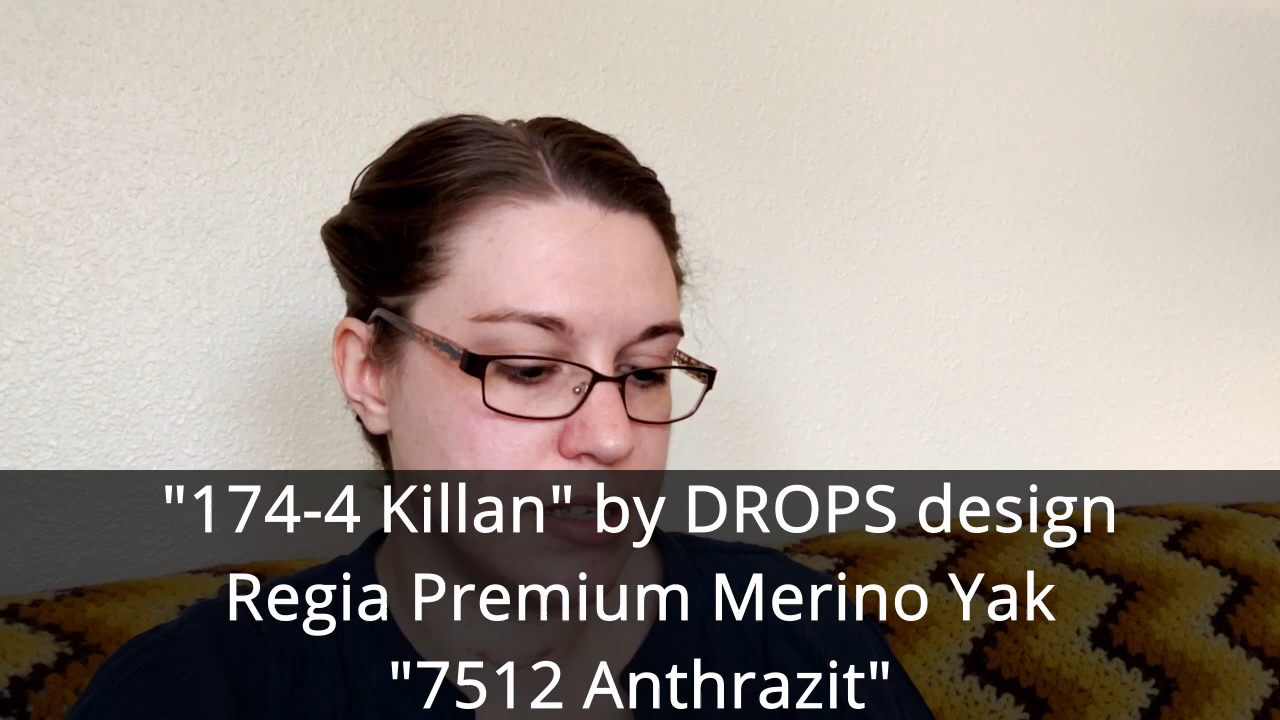 "174-4 Killan" by DROPS design
Regia Premium Merino Yak
"7512 Anthrazit"